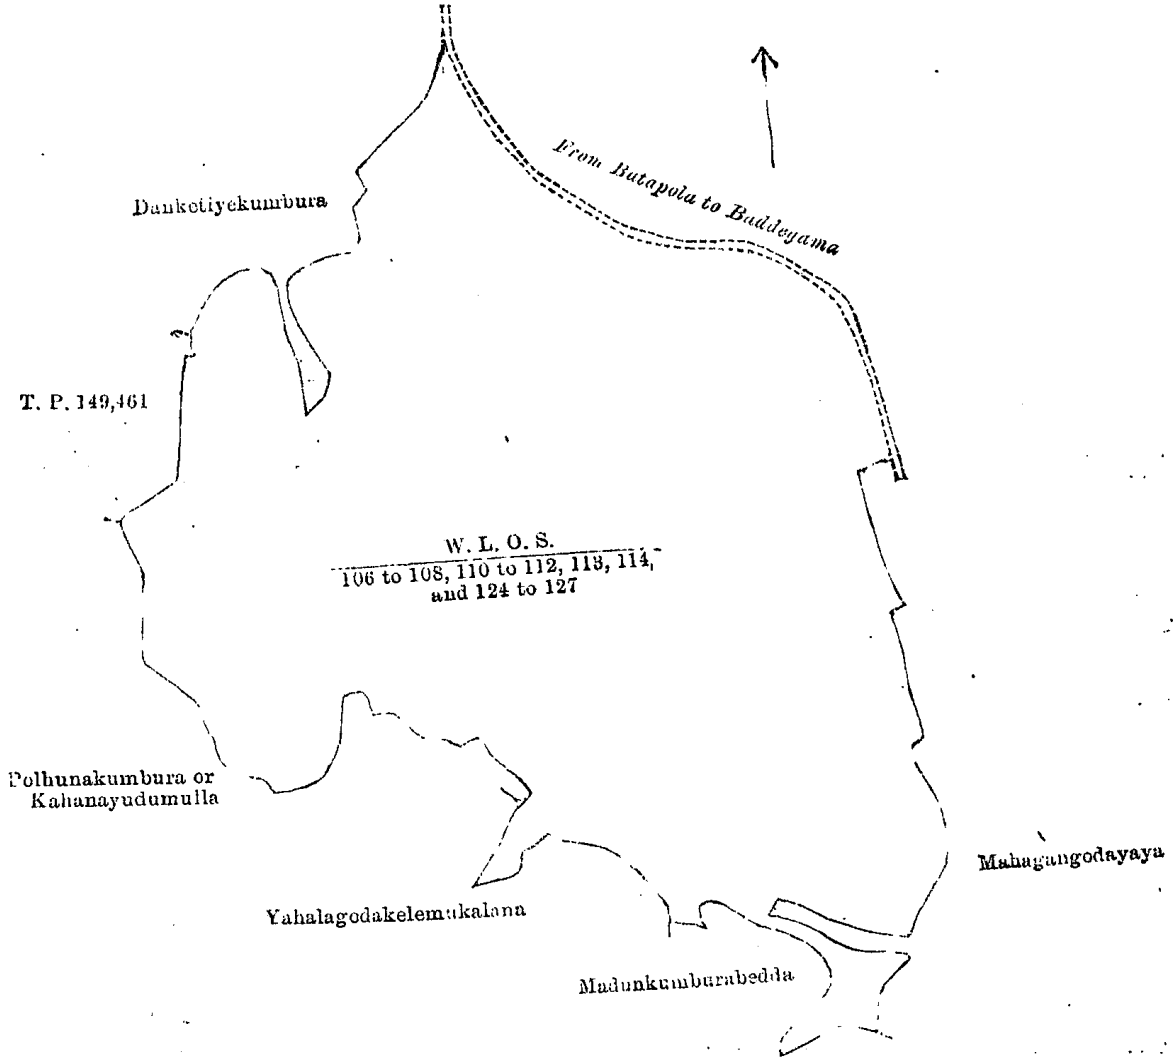 From Batapola to Baddegama
Danketiyekumbura
T. P. 149,461
W. L. O. S.
106 to 108, 110 to 112, 113, 114,
and 124 to 127
Polhunakumbura or
Kahanayudumulla
Mahagangodayaya
Yahalagodakelemukalana
Madunkumburabedda